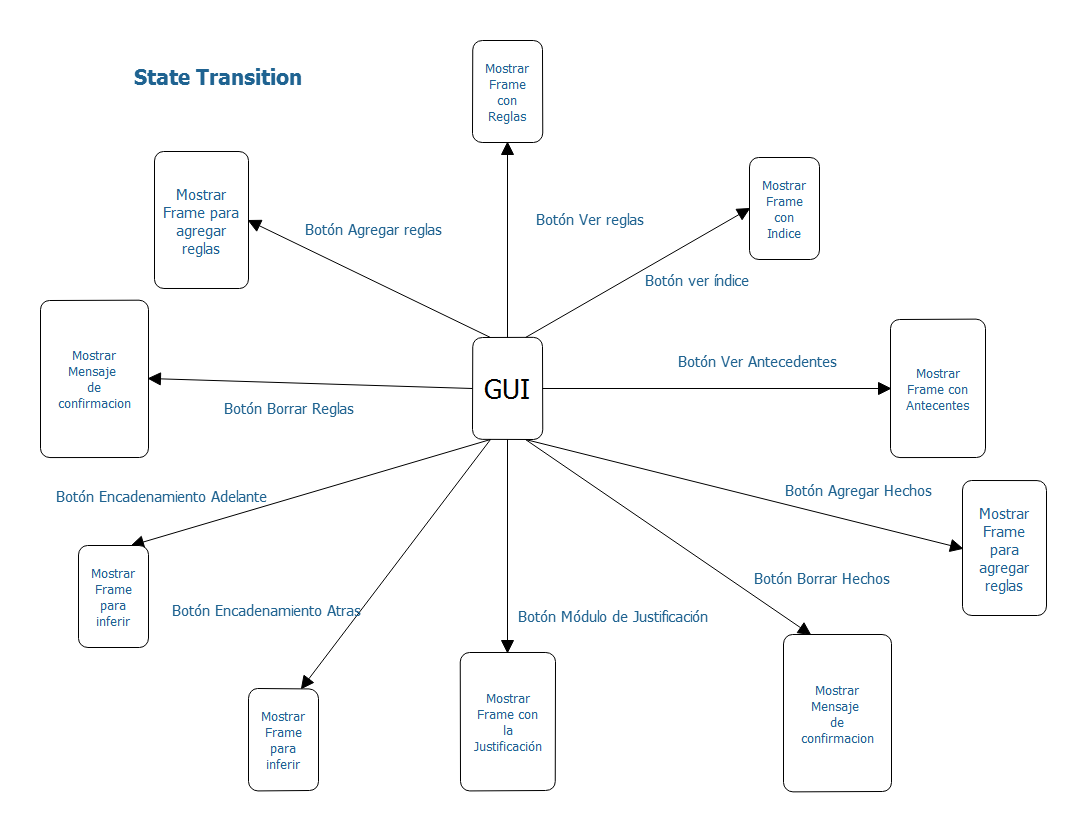 State Transition
Mostrar
Frame
con
Reglas
Mostrar
Frame para
agregar
reglas
Mostrar
Frame
con
Indice
Botón Agregar reglas
Botón Ver reglas
Botón ver índice
Mostrar
Mensaje
de
confirmacion
GUI
Botón Ver Antecedentes
Mostrar
Frame con
Antecentes
Botón Borrar Reglas
Botón Encadenamiento Adelante
Botón Agregar Hechos
Mostrar
Frame
para
agregar
reglas
Mostrar
Frame
para
inferir
Botón Encadenamiento Atras
Botón Módulo de Justificación
Botón Borrar Hechos
Mostrar
Frame
para
inferir
Mostrar
Frame con
la
Justificación
Mostrar
Mensaje
de
confirmacion